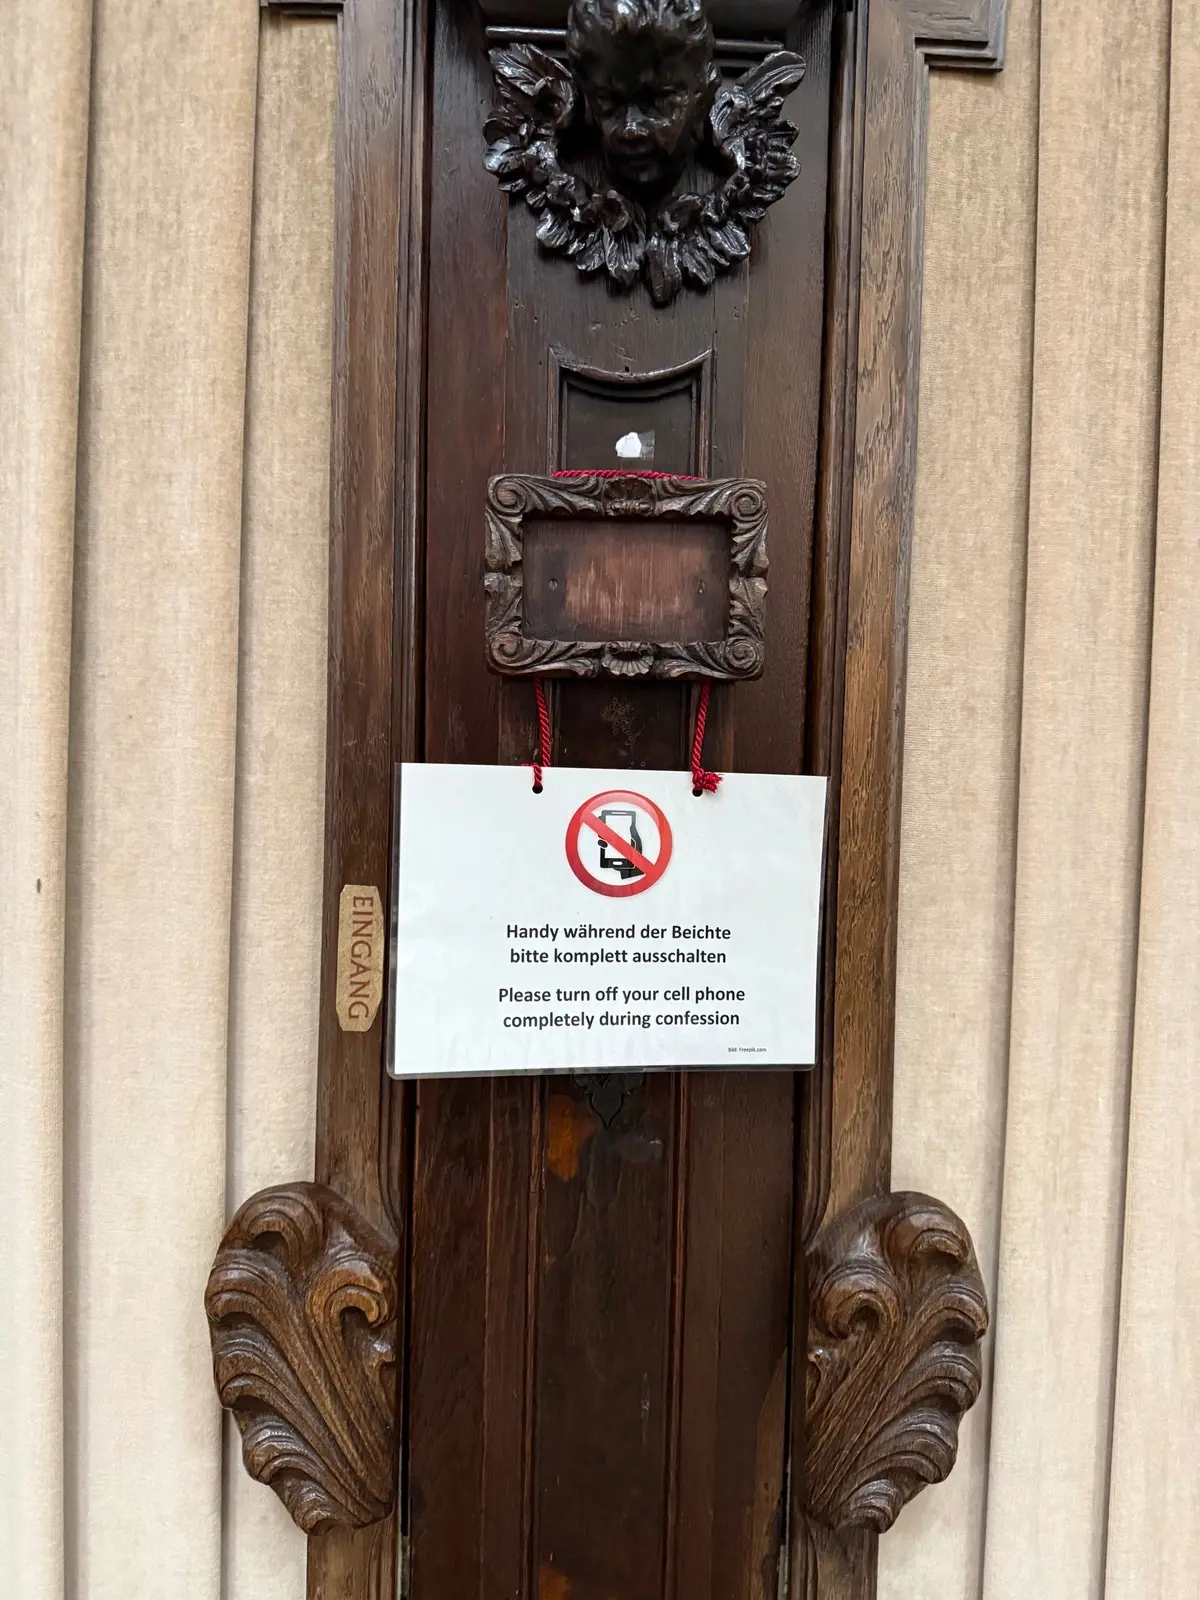 EINGANG
Handy während der Beichte
bitte komplett ausschalten
Please turn off your cell phone
completely during confession
Bild: Freepik.com